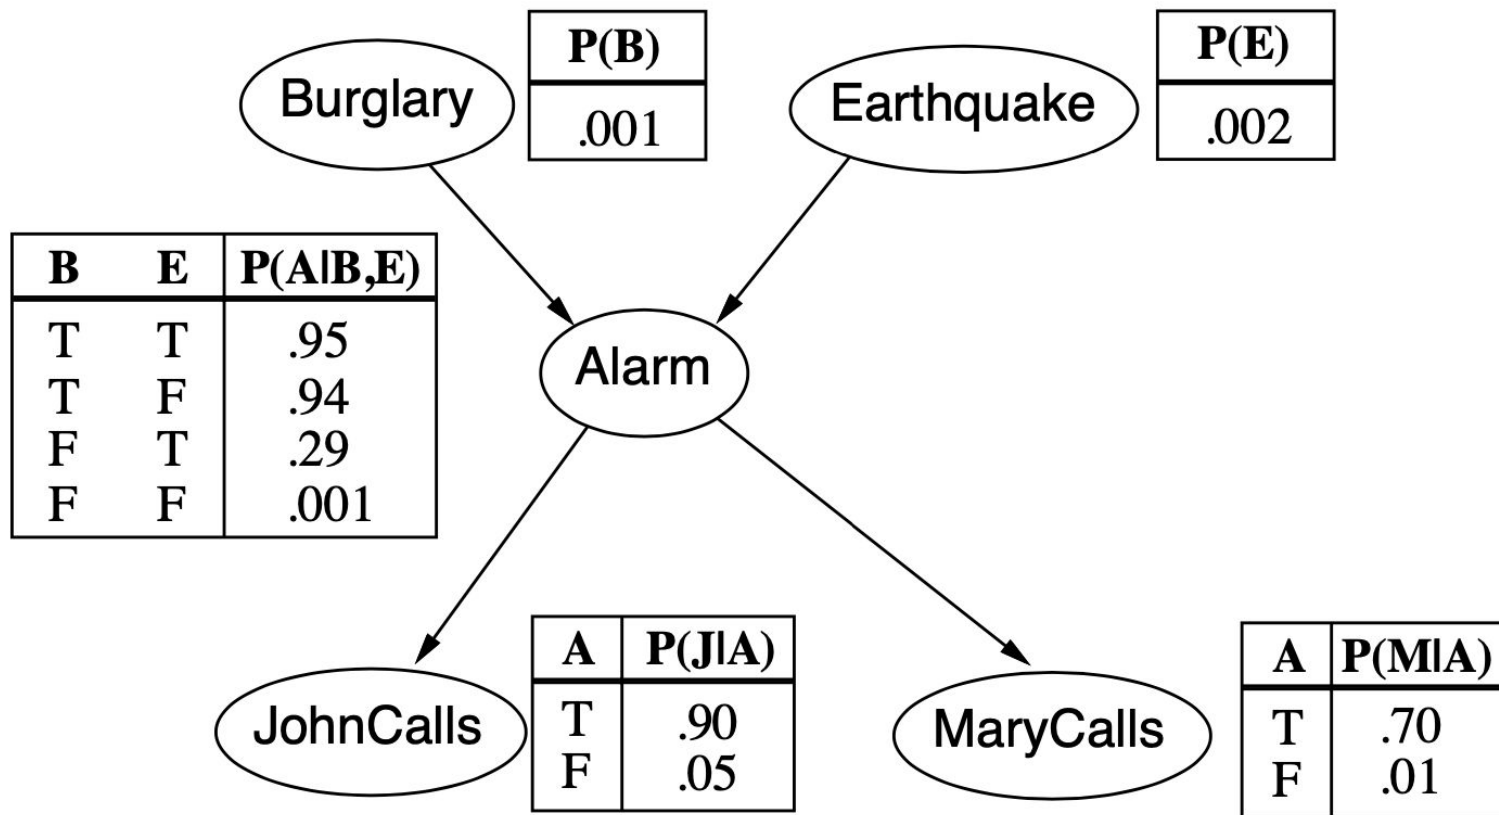 Burglary
P(B)
.001
Earthquake
P(E)
.002
B E P(A|B,E)
T T .95
T F .94
F T .29
F F .001
Alarm
JohnCalls
A P(J|A)
T .90
F .05
MaryCalls
A P(M|A)
T .70
F .01